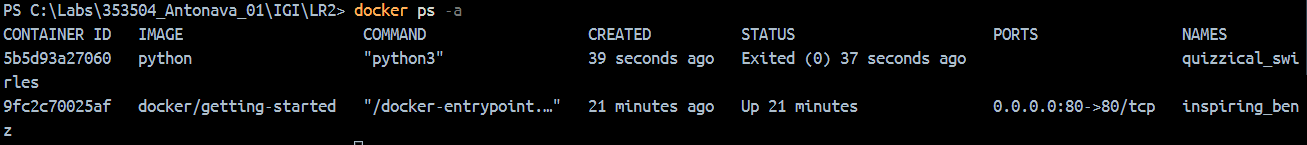 PS C:\Labs\353504_Antonava_01\IGI\LR2> docker ps -a
CONTAINER ID   IMAGE                    COMMAND                  CREATED          STATUS                      PORTS                NAMES
5b5d93a27060   python                   "python3"                39 seconds ago   Exited (0) 37 seconds ago                        quizzical_swi
rles
9fc2c70025af   docker/getting-started   "/docker-entrypoint.…"   21 minutes ago   Up 21 minutes               0.0.0.0:80->80/tcp   inspiring_ben
z